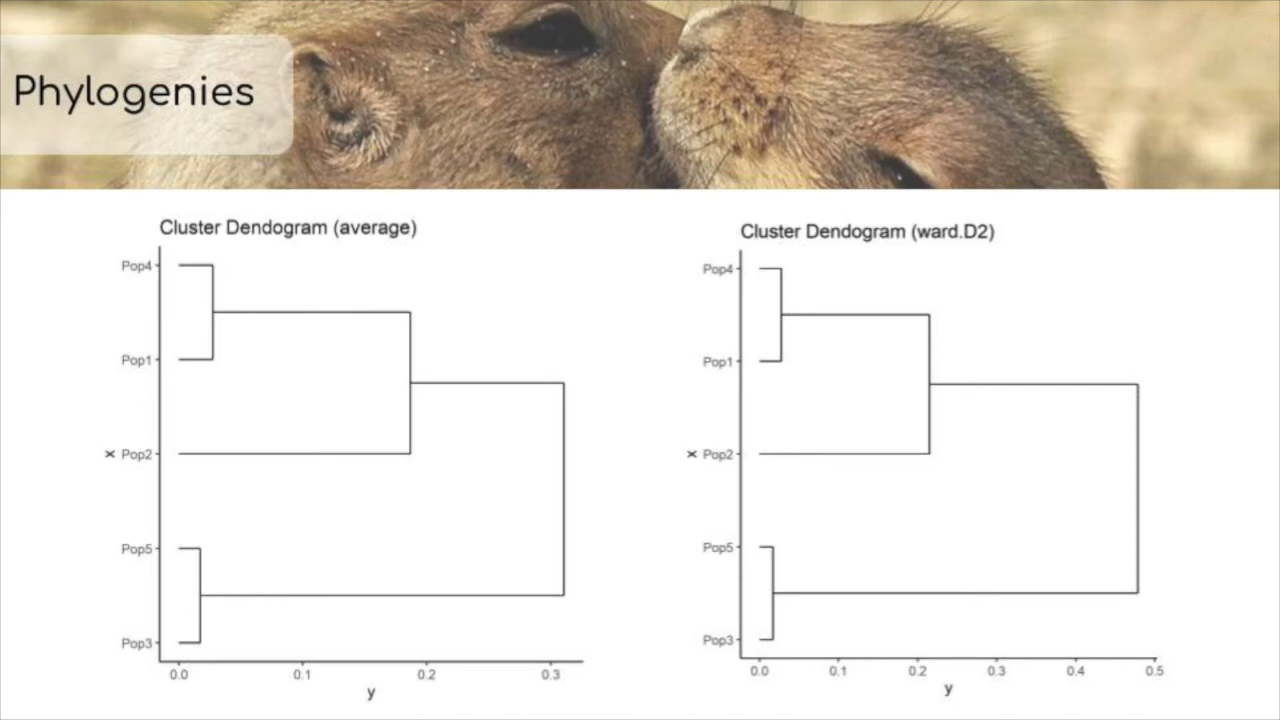 Phylogenies
Cluster Dendogram (average)
Pop4
Pop1
x
Pop2
Pop5
Pop3
0.0 0.1 0.2 0.3
y
Cluster Dendogram (ward.D2)
Pop4
Pop1
x
Pop2
Pop5
Pop3
0.0 0.1 0.2 0.3 0.4 0.5
y